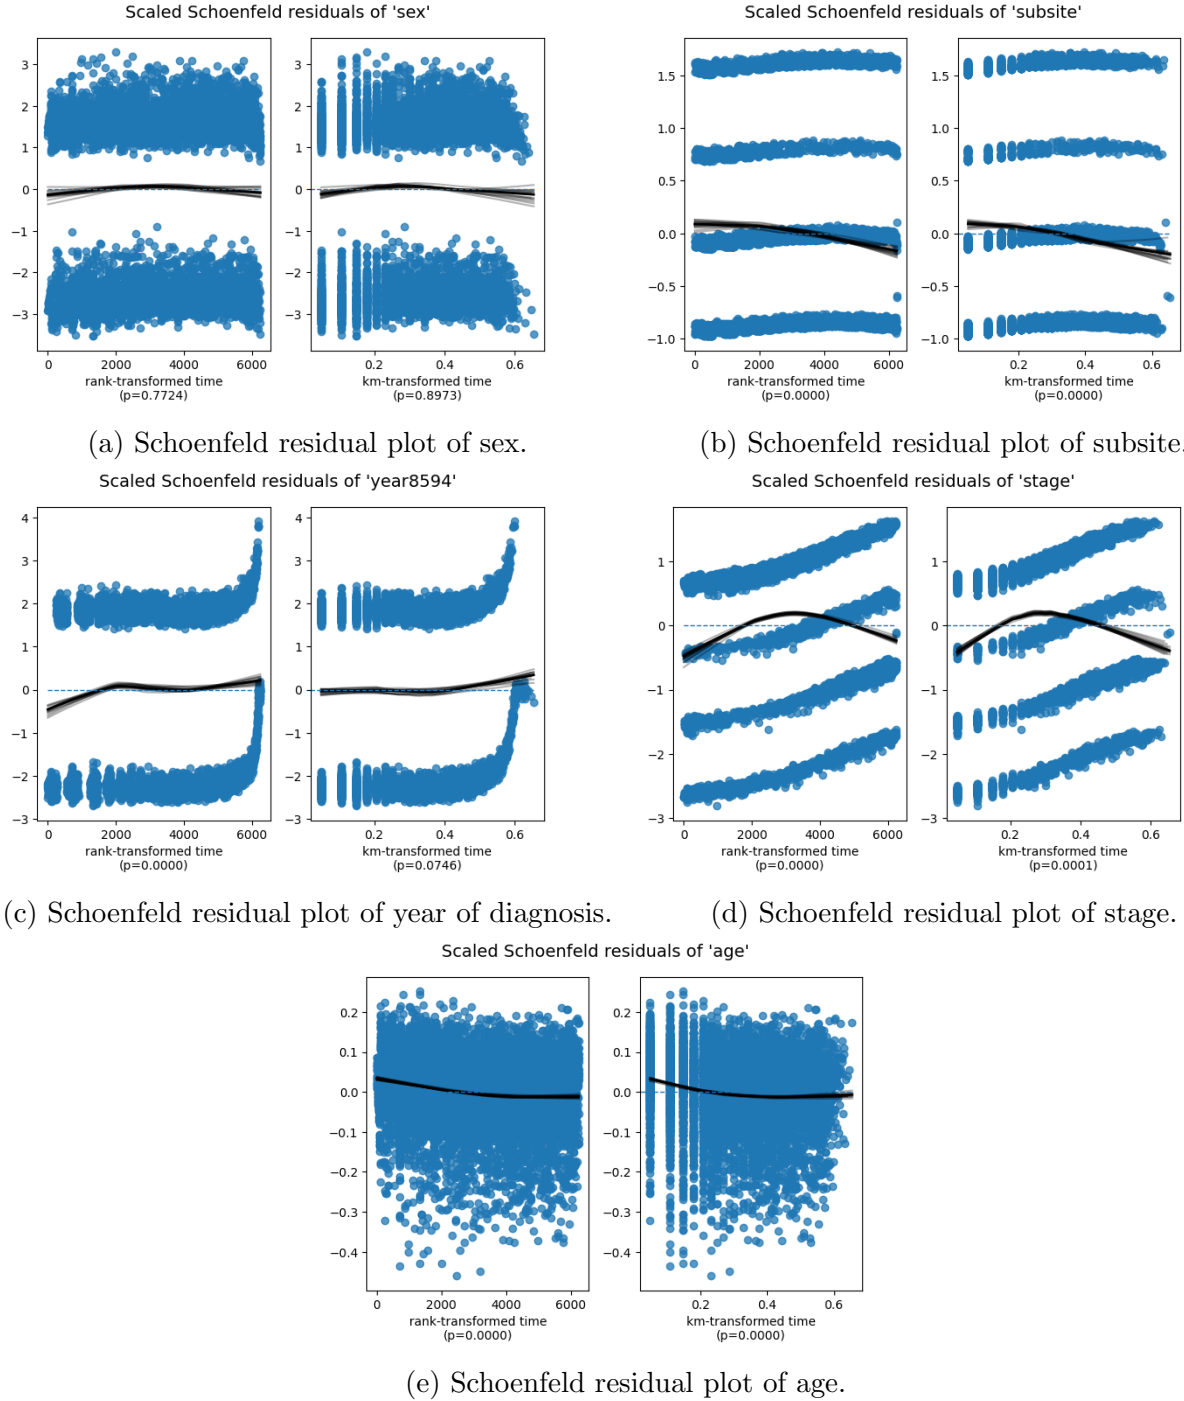 Scaled Schoenfeld residuals of 'sex'
3
2
1
0
−1
−2
−3
0 2000 4000 6000
rank-transformed time
(p=0.7724)
3
2
1
0
−1
−2
−3
0.2 0.4 0.6
km-transformed time
(p=0.8973)
(a) Schoenfeld residual plot of sex.
Scaled Schoenfeld residuals of 'subsite'
1.5
1.0
0.5
0.0
−0.5
−1.0
0 2000 4000 6000
rank-transformed time
(p=0.0000)
1.5
1.0
0.5
0.0
−0.5
−1.0
0.2 0.4 0.6
km-transformed time
(p=0.0000)
(b) Schoenfeld residual plot of subsite.
Scaled Schoenfeld residuals of 'year8594'
4
3
2
1
0
−1
−2
−3
0 2000 4000 6000
rank-transformed time
(p=0.0000)
4
3
2
1
0
−1
−2
−3
0.2 0.4 0.6
km-transformed time
(p=0.0746)
(c) Schoenfeld residual plot of year of diagnosis.
Scaled Schoenfeld residuals of 'stage'
1
0
−1
−2
−3
0 2000 4000 6000
rank-transformed time
(p=0.0000)
1
0
−1
−2
−3
0.2 0.4 0.6
km-transformed time
(p=0.0001)
(d) Schoenfeld residual plot of stage.
Scaled Schoenfeld residuals of 'age'
0.2
0.1
0.0
−0.1
−0.2
−0.3
−0.4
0 2000 4000 6000
rank-transformed time
(p=0.0000)
0.2
0.1
0.0
−0.1
−0.2
−0.3
−0.4
0.2 0.4 0.6
km-transformed time
(p=0.0000)
(e) Schoenfeld residual plot of age.